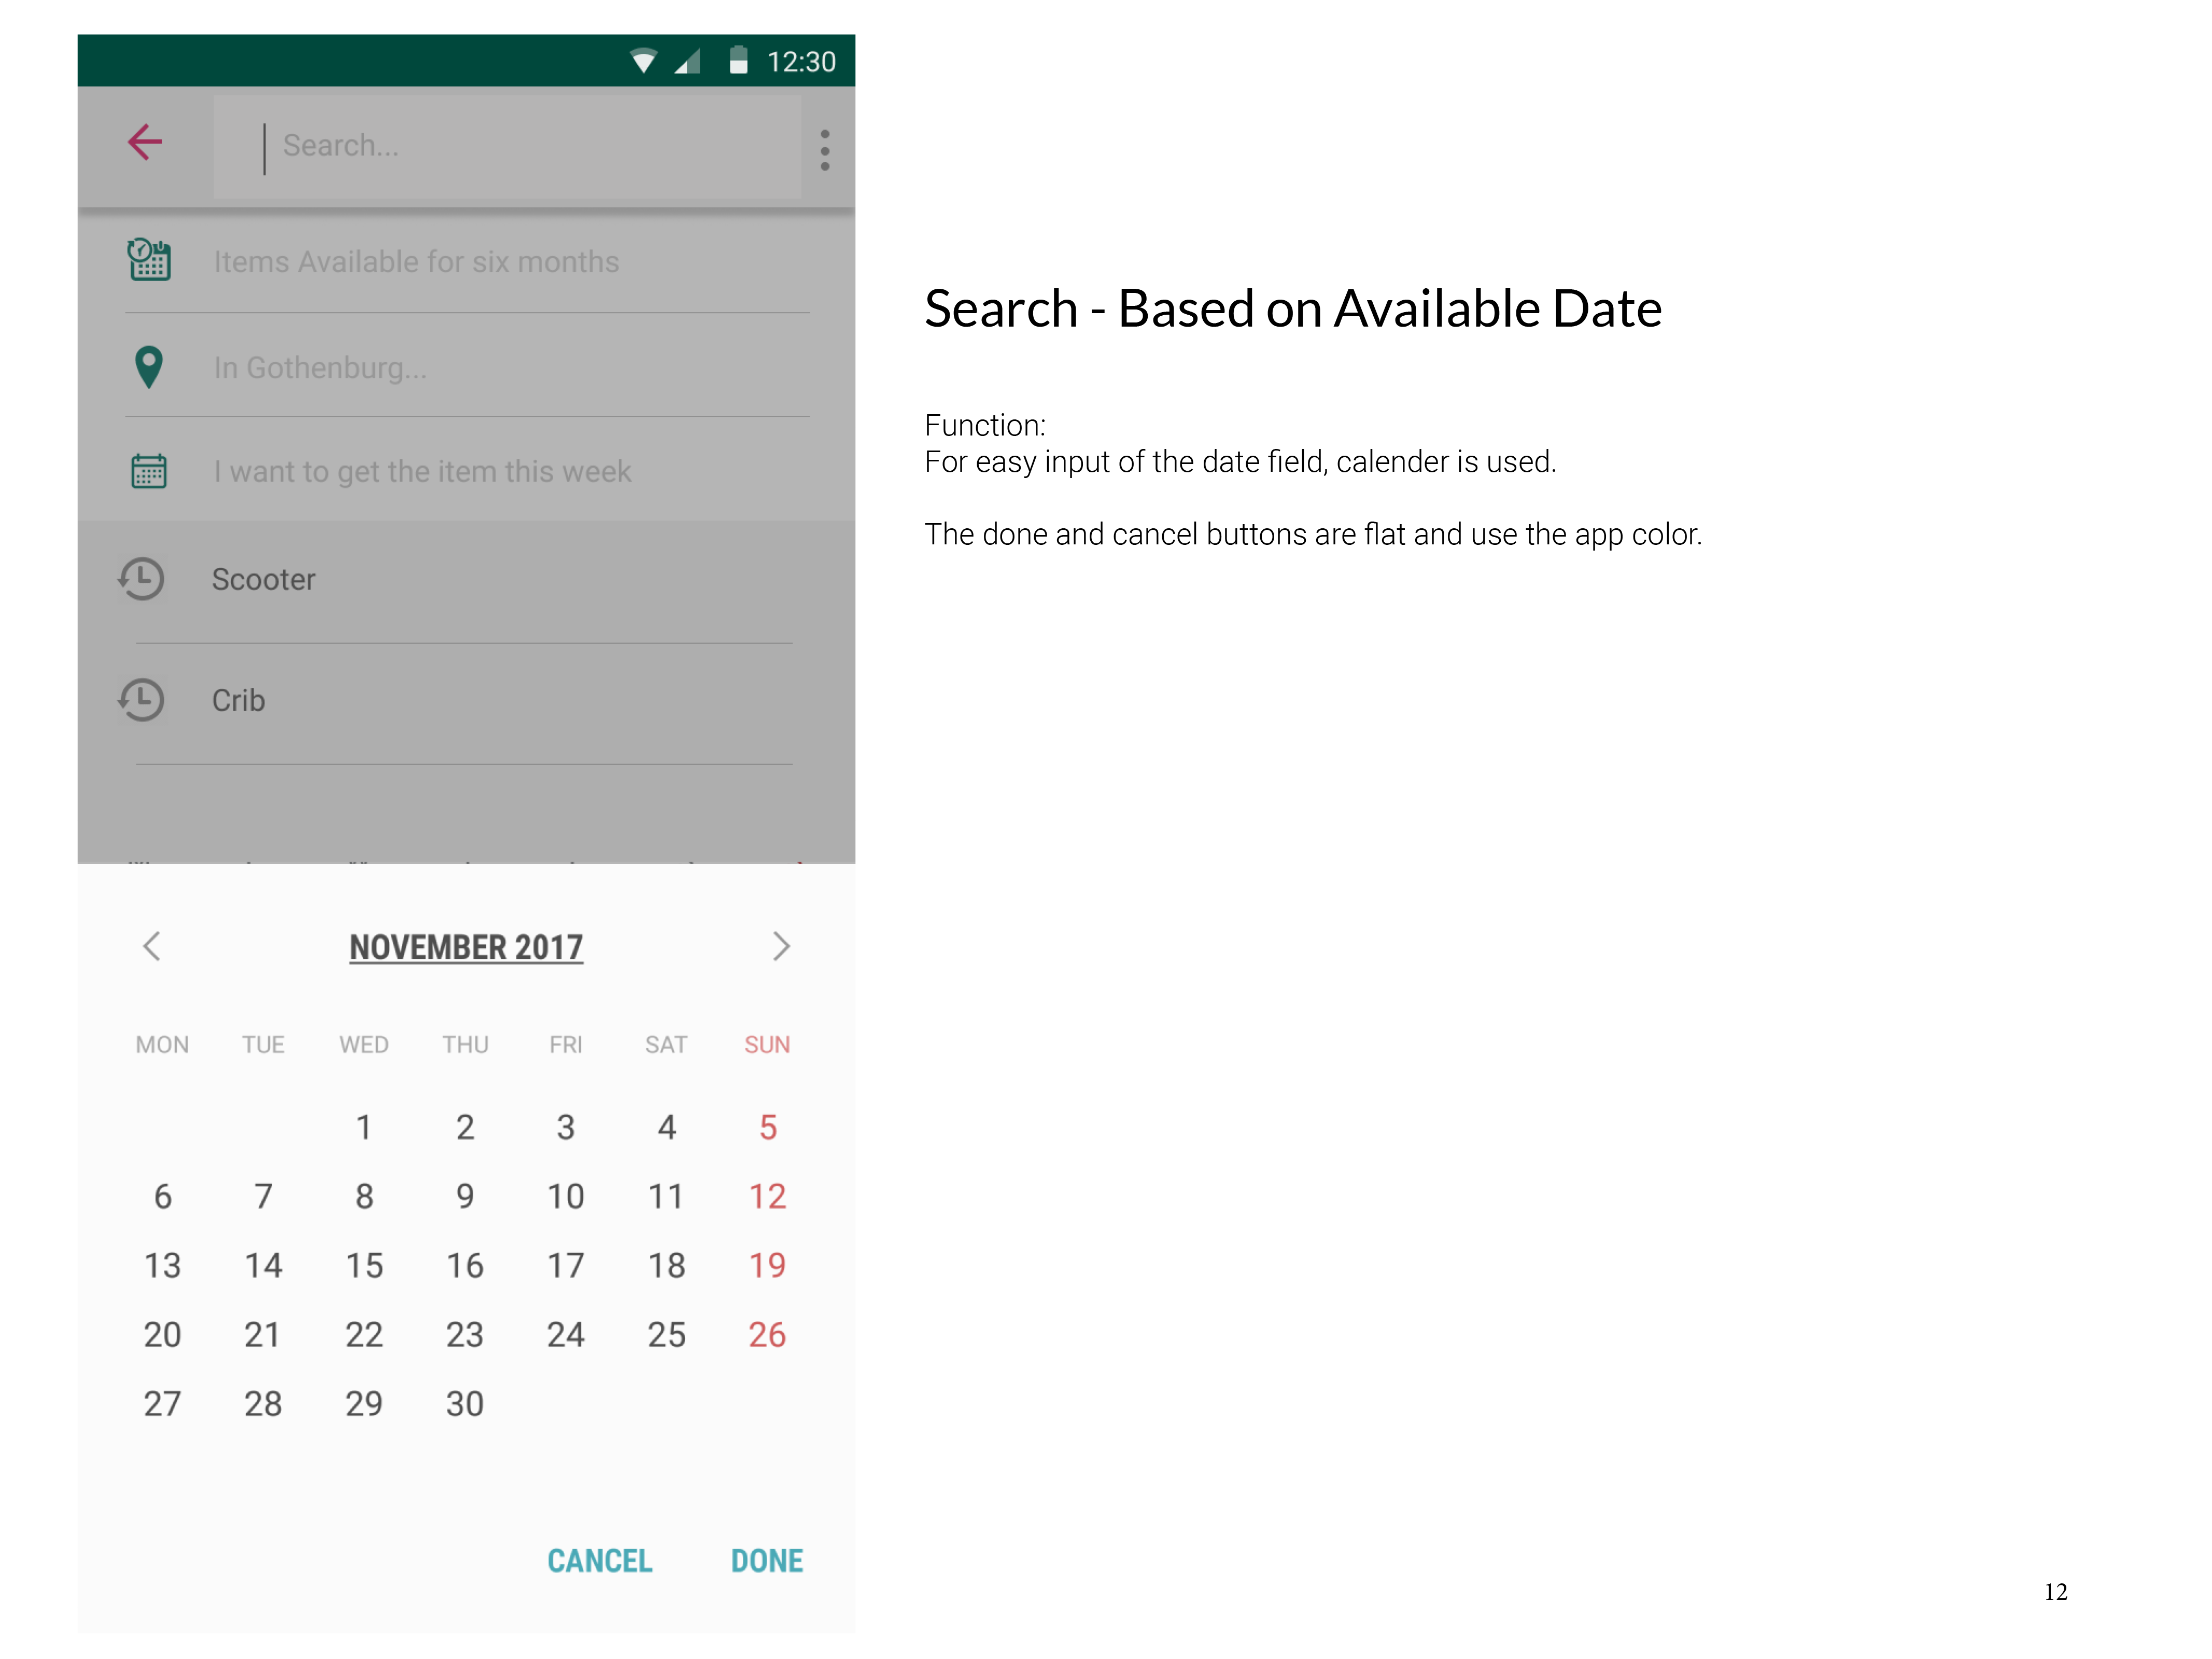 12:30
Search...
Items Available for six months
In Gothenburg...
I want to get the item this week
Scooter
Crib
NOVEMBER 2017
MON TUE WED THU FRI SAT SUN
1 2 3 4 5
6 7 8 9 10 11 12
13 14 15 16 17 18 19
20 21 22 23 24 25 26
27 28 29 30
CANCEL DONE
Search - Based on Available Date
Function:
For easy input of the date field, calender is used.
The done and cancel buttons are flat and use the app color.
12